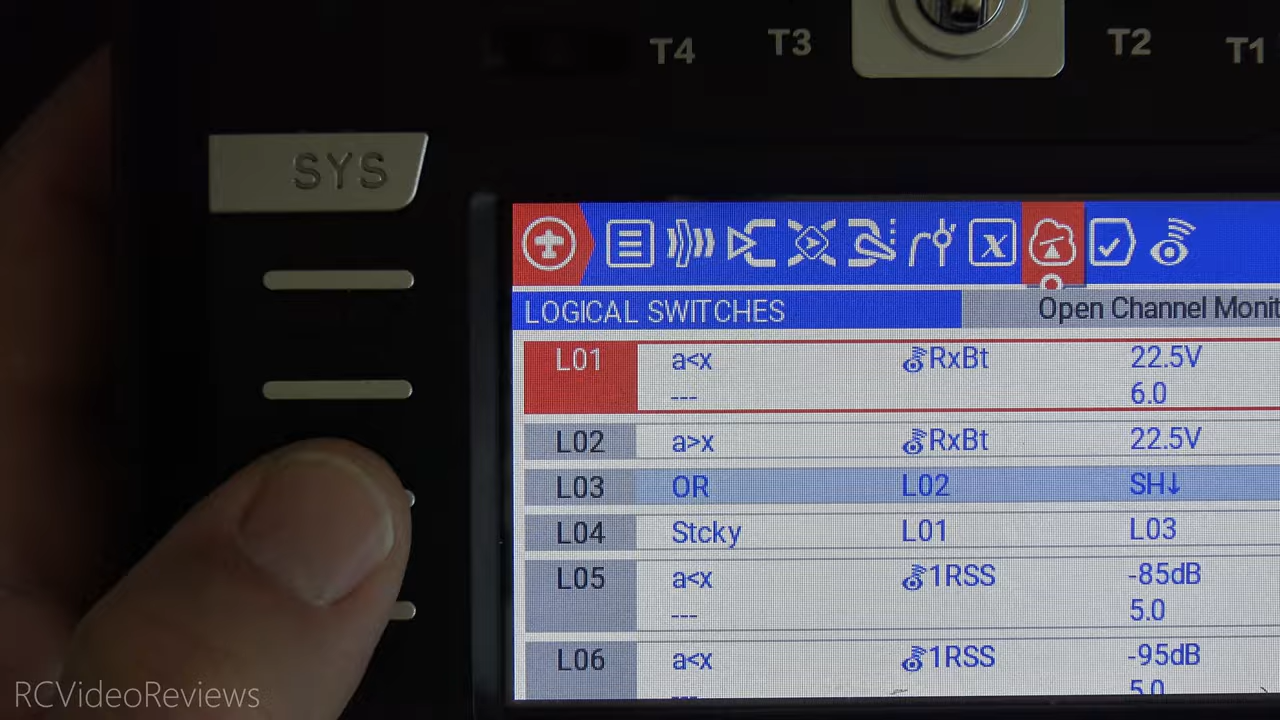 T4 T3 T2 T1
SYS
LOGICAL SWITCHES Open Channel Monit
L01 a<x RxBt 22.5V
--- 6.0
L02 a>x RxBt 22.5V
L03 OR L02 SH↓
L04 Stcky L01 L03
L05 a<x 1RSS -85dB
--- 5.0
L06 a<x 1RSS -95dB
--- 5.0
RCVideoReviews